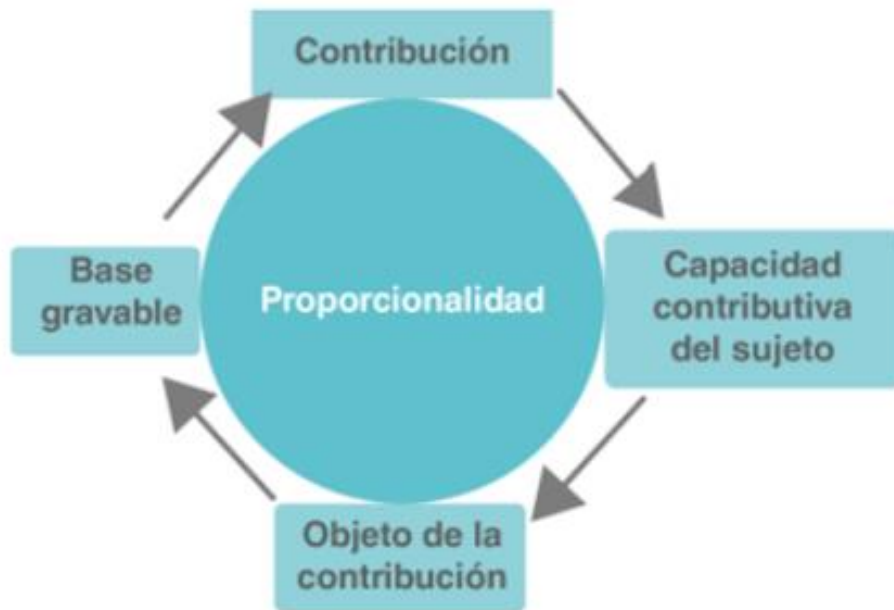 Contribución
Capacidad
contributiva
del sujeto
Objeto de la
contribución
Base
gravable
Proporcionalidad